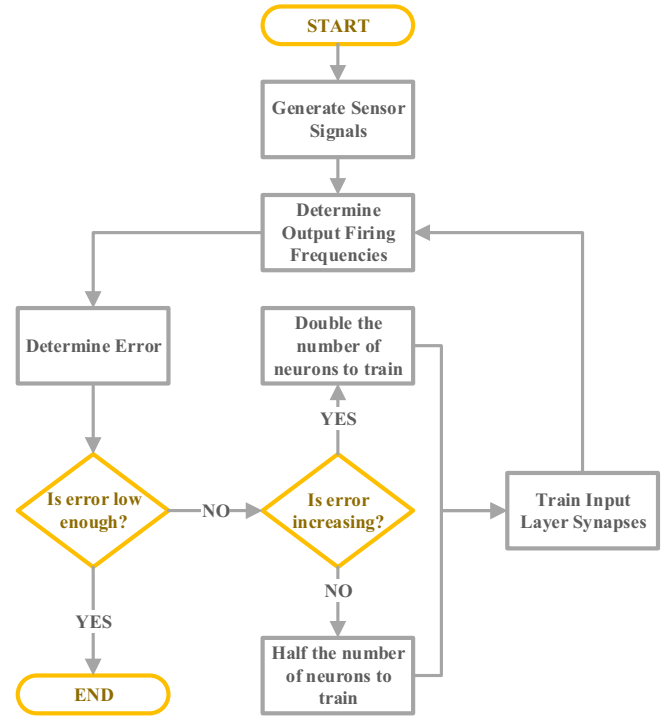 START
Generate Sensor
Signals
Determine
Output Firing
Frequencies
Determine Error
Double the
number of
neurons to train
YES
Is error low
enough?
NO
Is error
increasing?
Train Input
Layer Synapses
NO
YES
Half the number
of neurons to
train
END